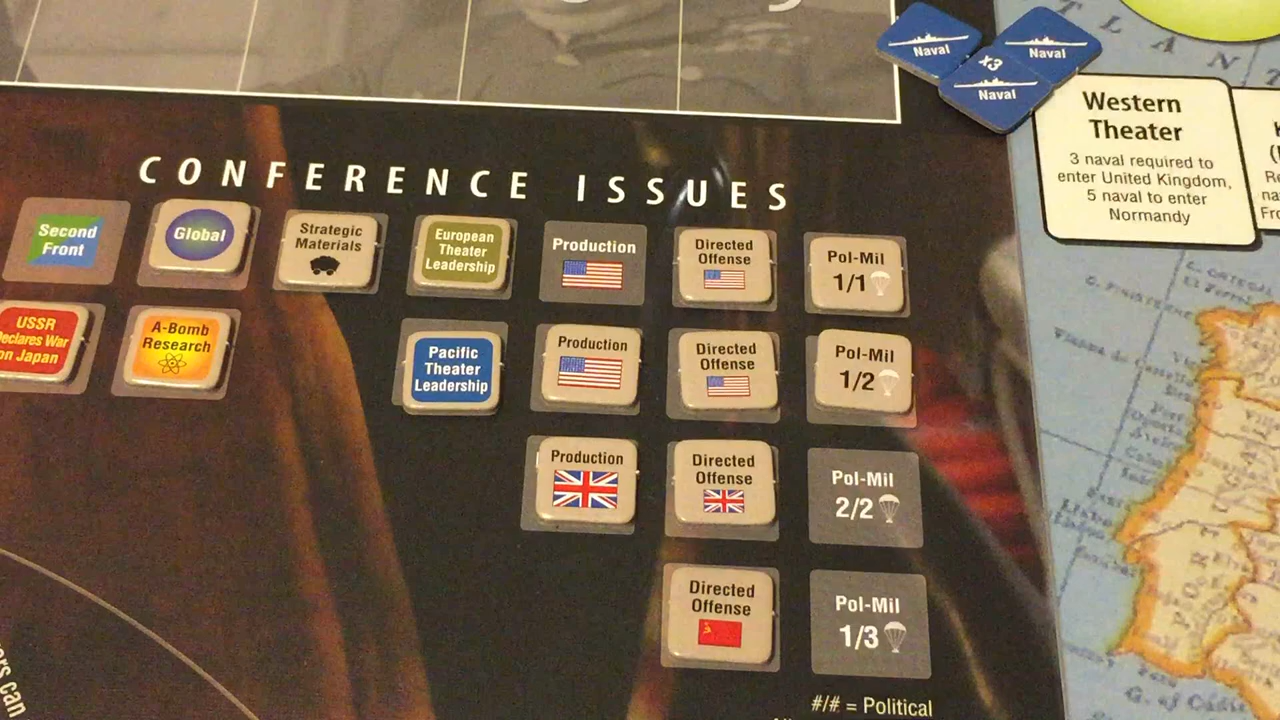 Naval
Naval
x3
Naval
Western
Theater
3 naval required to
enter United Kingdom,
5 naval to enter
Normandy
CONFERENCE ISSUES
Second
Front
Global
Strategic
Materials
European
Theater
Leadership
Production
Directed
Offense
Pol-Mil
1/1
USSR
Declares War
on Japan
A-Bomb
Research
Pacific
Theater
Leadership
Production
Directed
Offense
Pol-Mil
1/2
Production
Directed
Offense
Pol-Mil
2/2
Directed
Offense
Pol-Mil
1/3
#/# = Political
can
G. of Cádiz